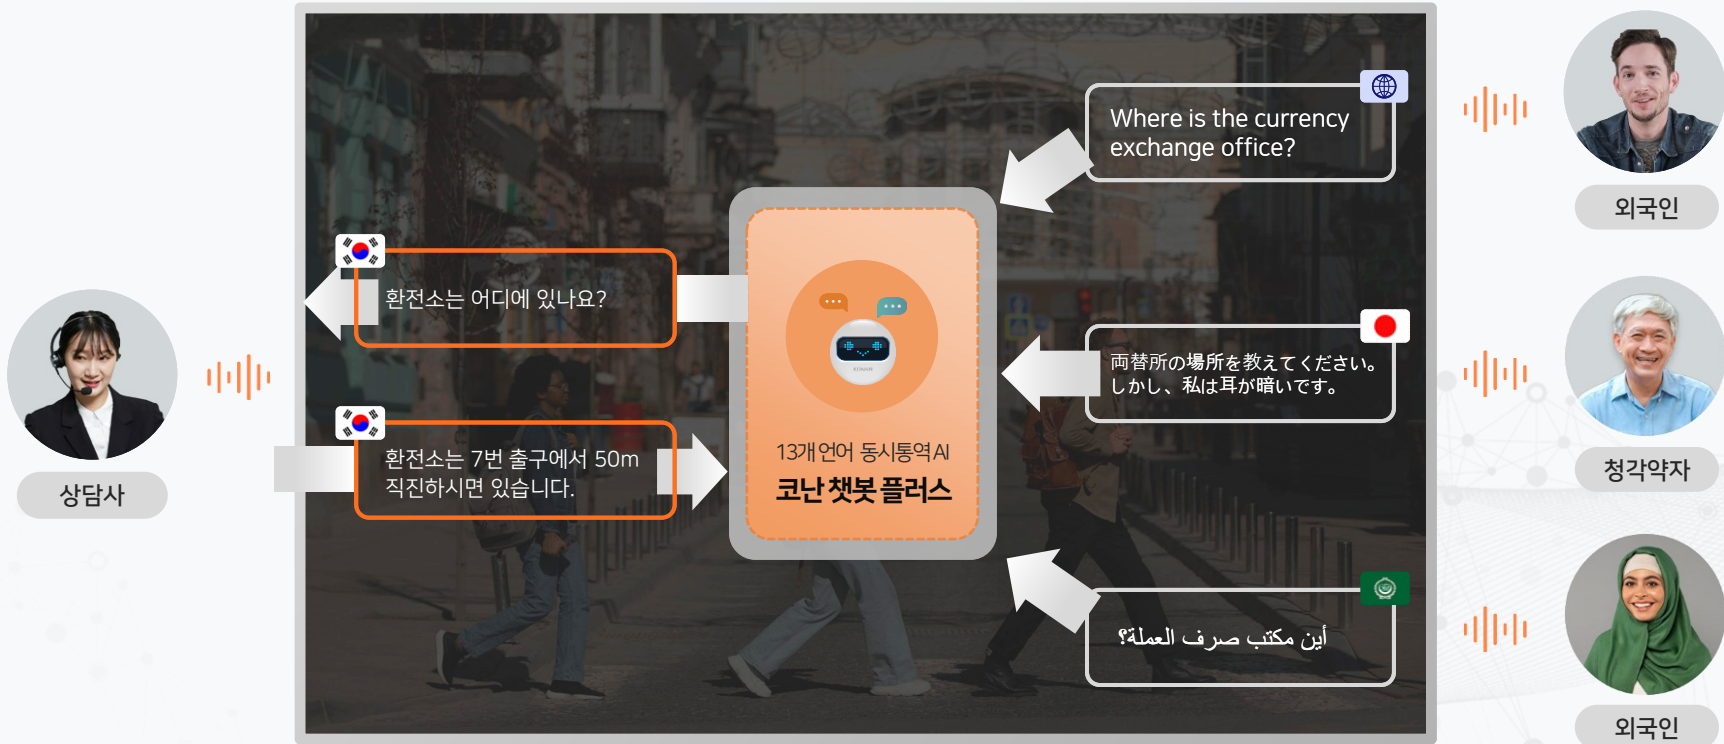 Where is the currency
exchange office?
외국인
환전소는 어디에 있나요?
両替所の場所を教えてください。
しかし、私は耳が暗いです。
KONAN
13개 언어 동시통역 AI
코난 챗봇 플러스
환전소는 7번 출구에서 50m
직진하시면 있습니다.
상담사
청각약자
أين مكتب صرف العملة؟
외국인